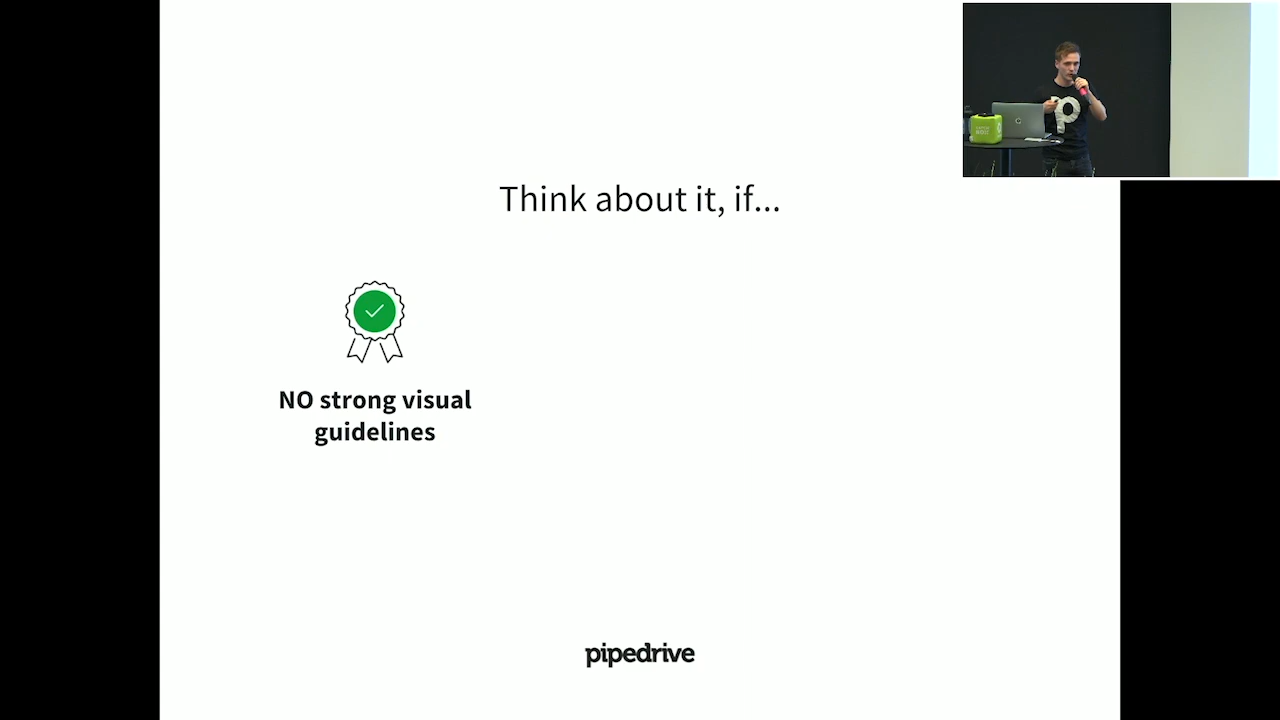 Think about it, if...
NO strong visual
guidelines
pipedrive
p